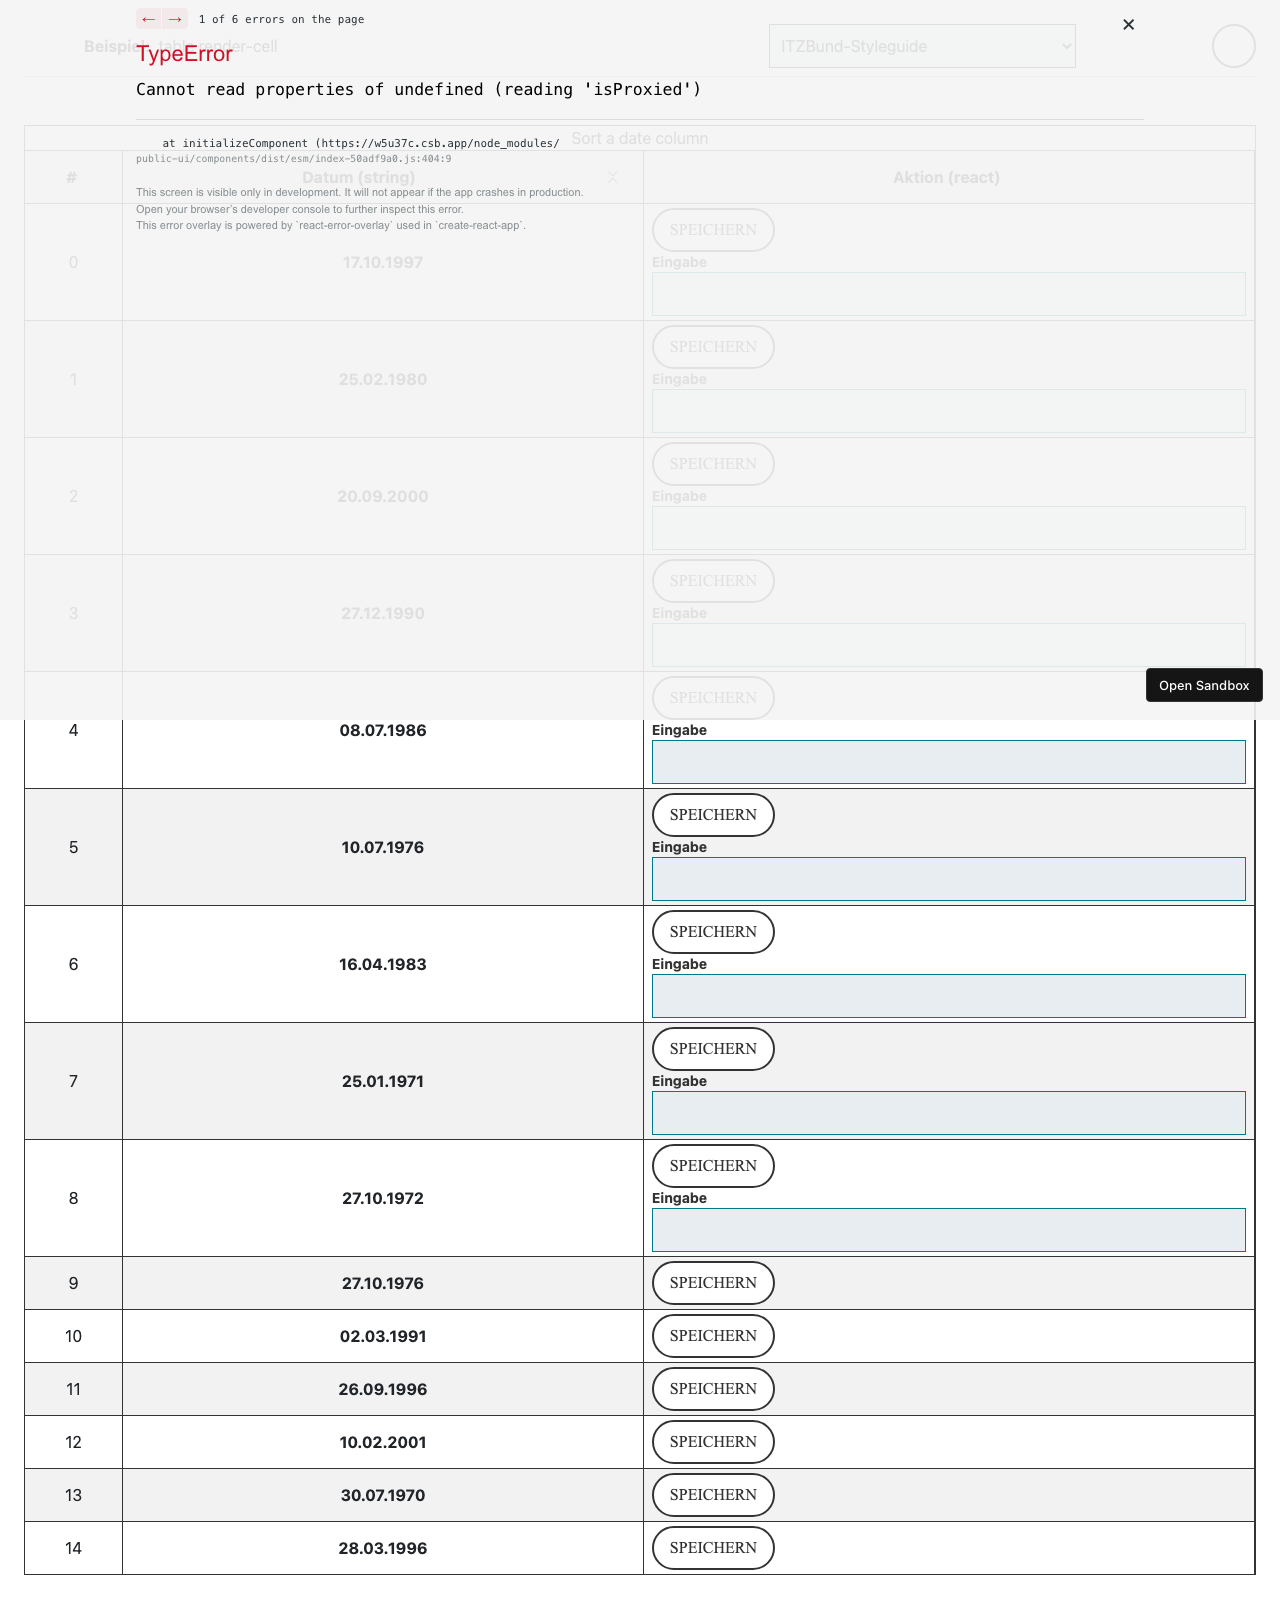 ← → 1 of 6 errors on the page
×
Beispiel table render-cell
ITZBund-Styleguide
TypeError
Cannot read properties of undefined (reading 'isProxied')
Sort a date column
at initializeComponent (https://w5u37c.csb.app/node_modules/
public-ui/components/dist/esm/index-50adf9a0.js:404:9
# Datum (string) Aktion (react)
This screen is visible only in development. It will not appear if the app crashes in production.
Open your browser's developer console to further inspect this error.
This error overlay is powered by `react-error-overlay` used in `create-react-app`.
SPEICHERN
0 17.10.1997 Eingabe
SPEICHERN
1 25.02.1980 Eingabe
SPEICHERN
2 20.09.2000 Eingabe
SPEICHERN
3 27.12.1990 Eingabe
Open Sandbox
SPEICHERN
4 08.07.1986 Eingabe
SPEICHERN
5 10.07.1976 Eingabe
SPEICHERN
6 16.04.1983 Eingabe
SPEICHERN
7 25.01.1971 Eingabe
SPEICHERN
8 27.10.1972 Eingabe
9 27.10.1976 SPEICHERN
10 02.03.1991 SPEICHERN
11 26.09.1996 SPEICHERN
12 10.02.2001 SPEICHERN
13 30.07.1970 SPEICHERN
14 28.03.1996 SPEICHERN